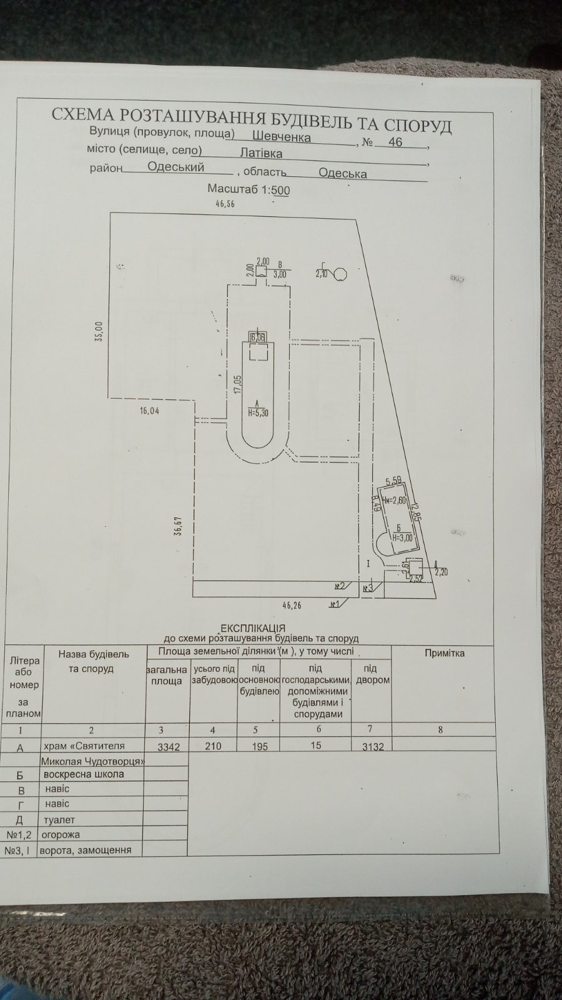 СХЕМА РОЗТАШУВАННЯ БУДІВЕЛЬ ТА СПОРУД
Вулиця (провулок, площа) Шевченка , № 46 ,
місто (селище, село) Латівка ,
район Одеський , область Одеська
Масштаб 1:500
46,56
2,00
2,00
В
3,00
Г
2,10
35,00
6,06
17,05
А
Н=5,30
16,04
36,67
5,59
8,49
Нм=2,60
12,85
Б
Н=3,00
І
Д
2,20
2,61
2,52
№2
№3
46,26
№1
ЕКСПЛІКАЦІЯ
до схеми розташування будівель та споруд
Літера або номер за планом
Назва будівель та споруд
Площа земельної ділянки (м ), у тому числі
Примітка
загальна площа
усього під забудовою
під основною будівлею
під господарськими, допоміжними будівлями і спорудами
під двором
1 2 3 4 5 6 7 8
А храм «Святителя 3342 210 195 15 3132
Миколая Чудотворця»
Б воскресна школа
В навіс
Г навіс
Д туалет
№1,2 огорожа
№3, І ворота, замощення